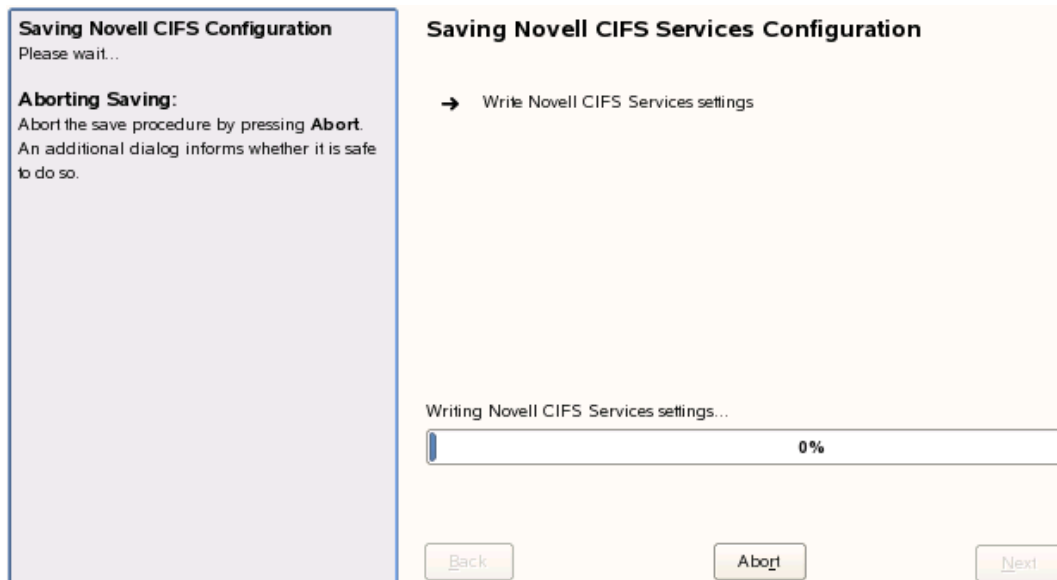 Saving Novell CIFS Configuration
Please wait...
Aborting Saving:
Abort the save procedure by pressing Abort.
An additional dialog informs whether it is safe
to do so.
Saving Novell CIFS Services Configuration
→ Write Novell CIFS Services settings
Writing Novell CIFS Services settings...
0%
Back
Abort
Next